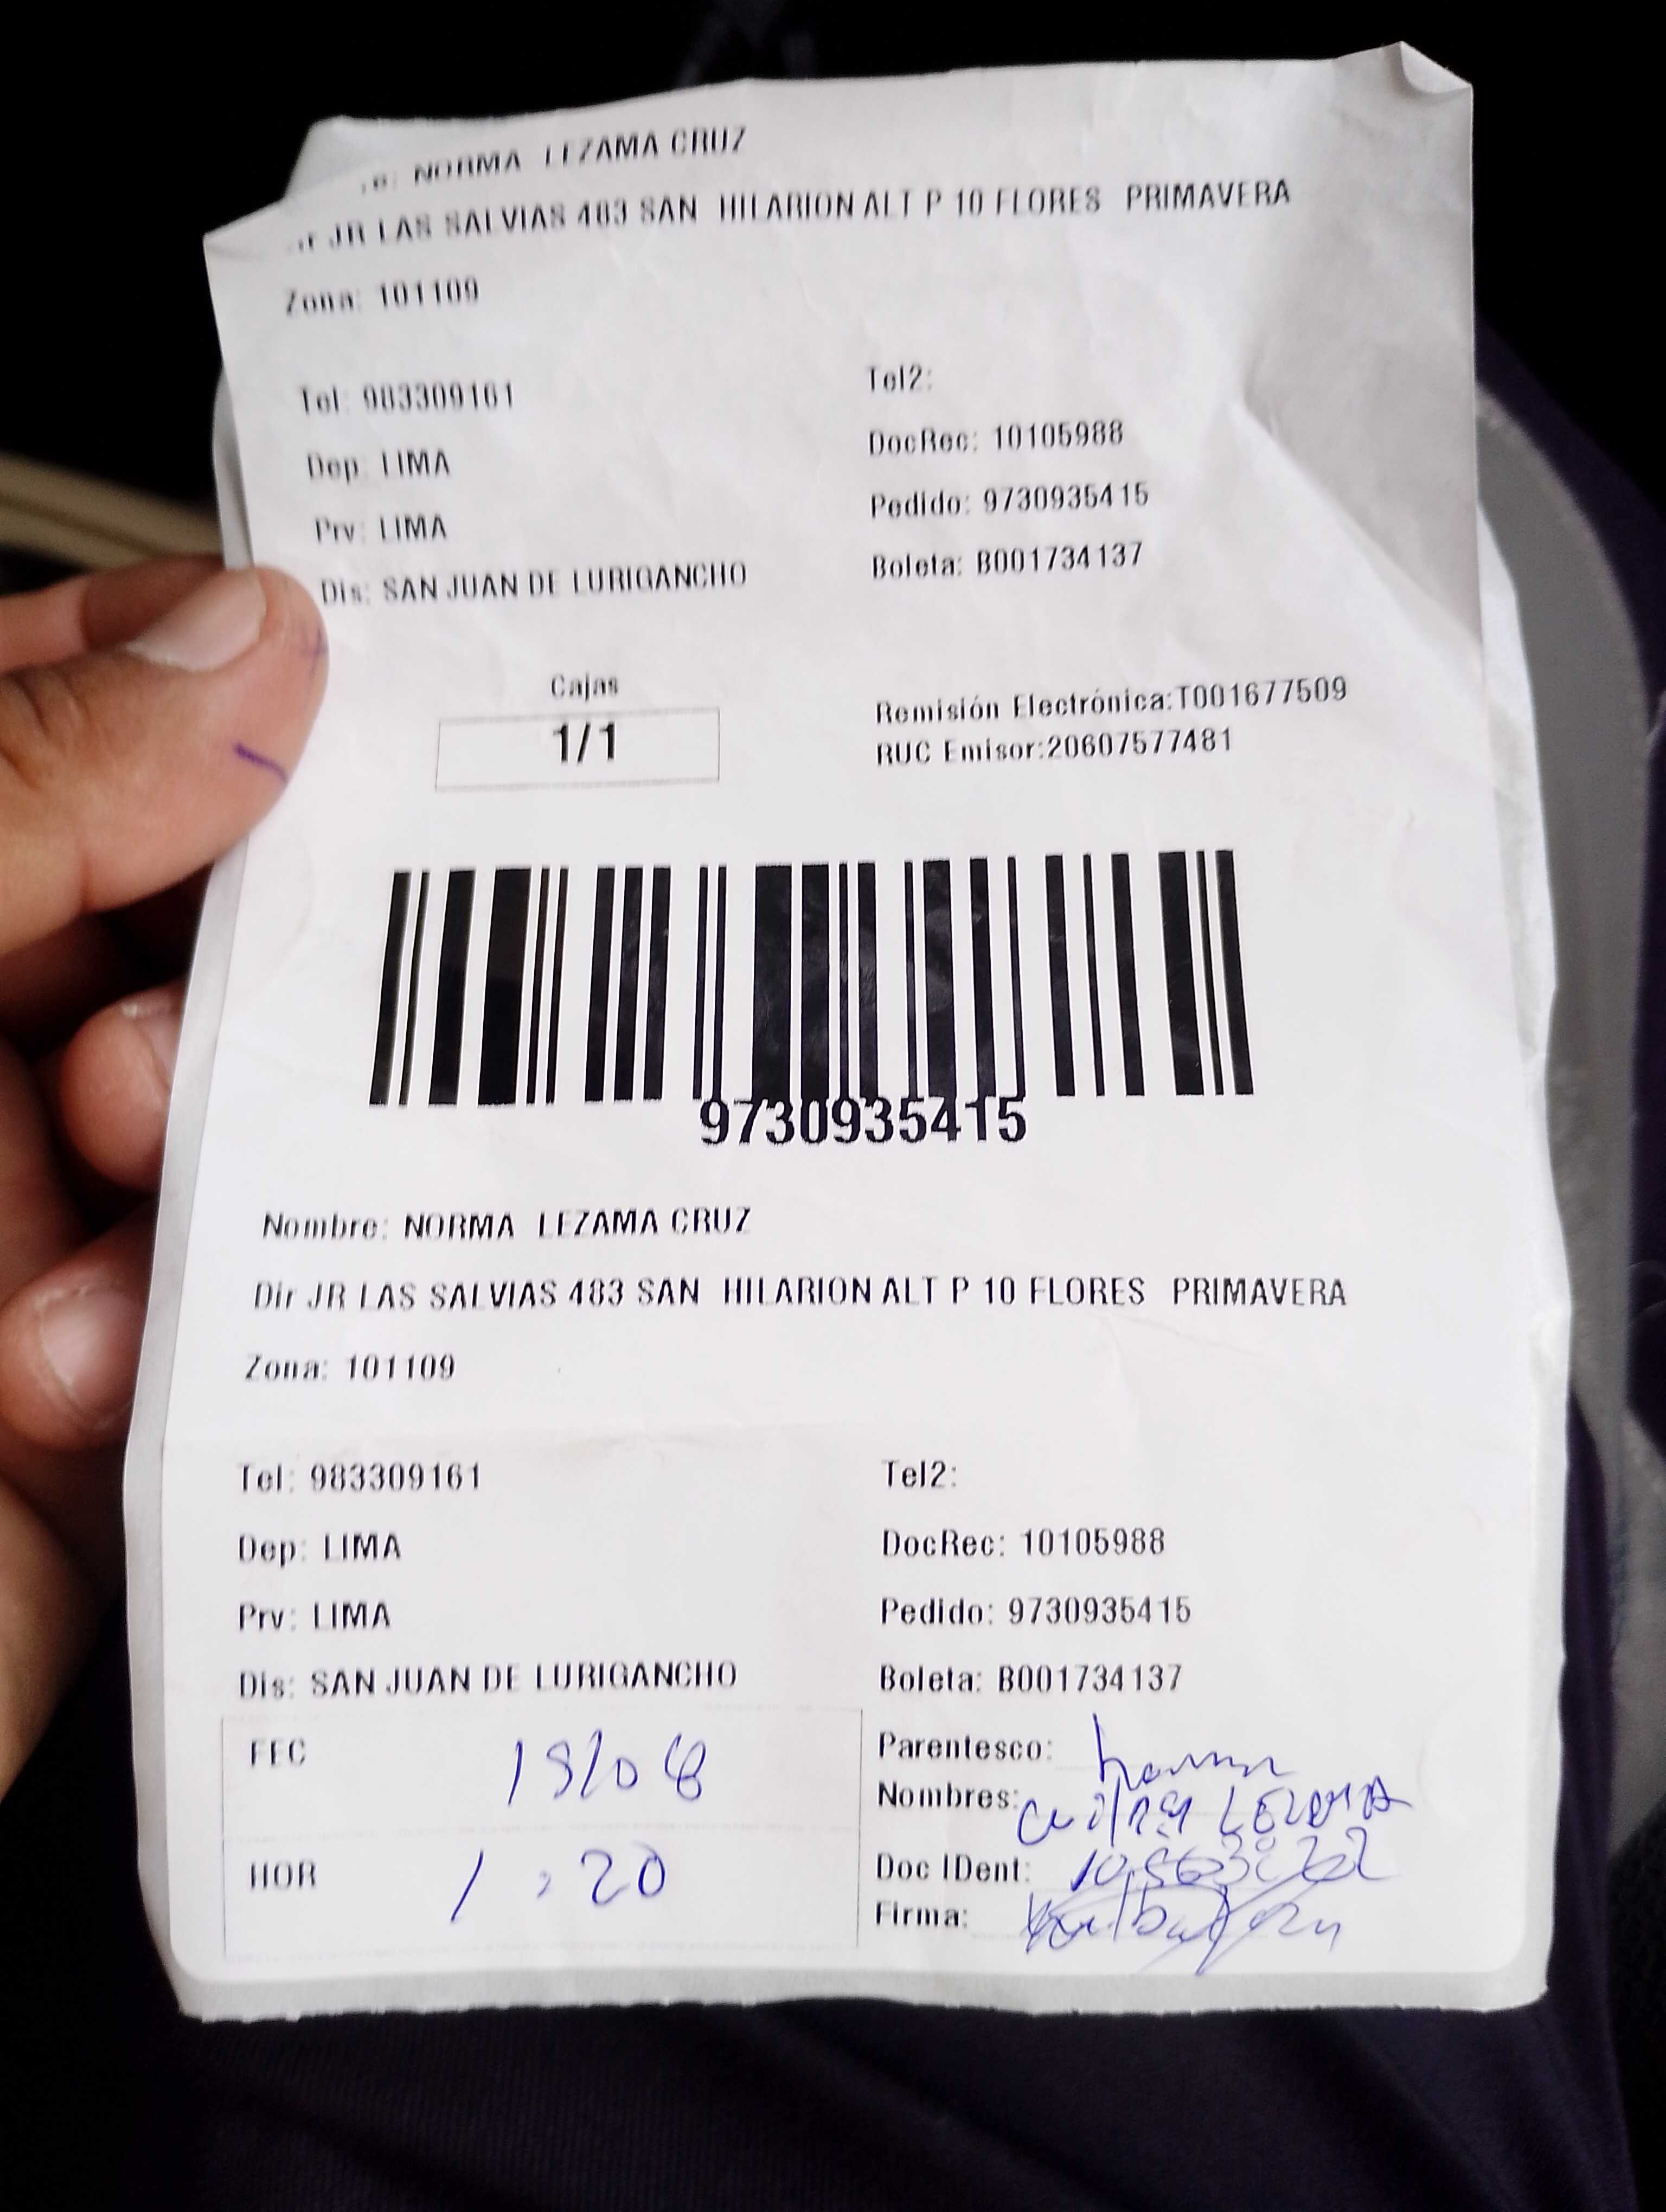 NORMA LEZAMA CRUZ
Dir JR LAS SALVIAS 483 SAN HILARION ALT P 10 FLORES PRIMAVERA
Zona: 101109
Tel: 983309161 Tel2:
Dep: LIMA DocRec: 10105988
Prv: LIMA Pedido: 9730935415
Dis: SAN JUAN DE LURIGANCHO Boleta: B001734137
Cajas
1/1
Remisión Electrónica:T001677509
RUC Emisor:20607577481
9730935415
Nombre: NORMA LEZAMA CRUZ
Dir JR LAS SALVIAS 483 SAN HILARION ALT P 10 FLORES PRIMAVERA
Zona: 101109
Tel: 983309161 Tel2:
Dep: LIMA DocRec: 10105988
Prv: LIMA Pedido: 9730935415
Dis: SAN JUAN DE LURIGANCHO Boleta: B001734137
FEC
Parentesco:
Nombres: LEZAMA
HOR 1:20
Doc IDent:
Firma: